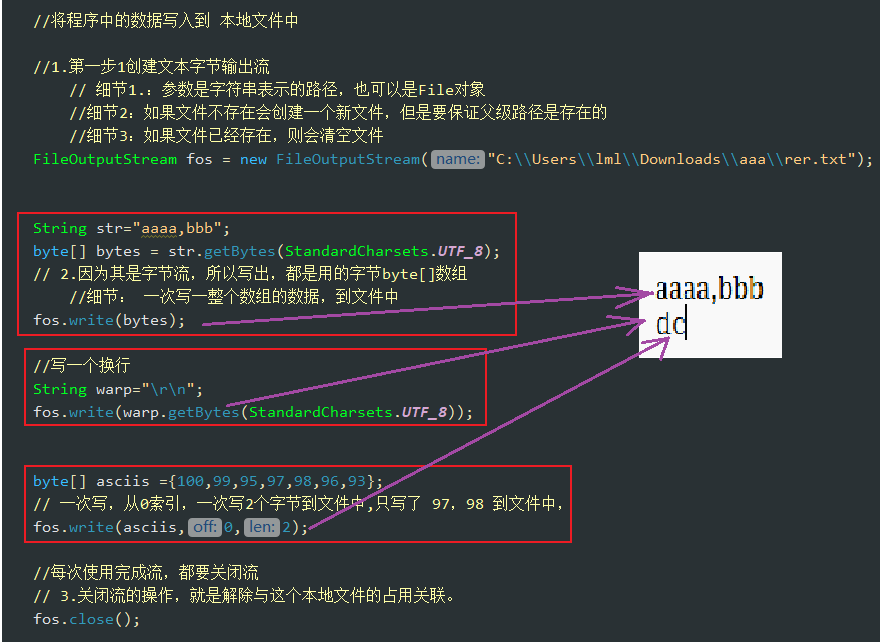 //将程序中的数据写入到 本地文件中
//1.第一步1创建文本字节输出流
// 细节1.：参数是字符串表示的路径，也可以是File对象
//细节2：如果文件不存在会创建一个新文件，但是要保证父级路径是存在的
//细节3：如果文件已经存在，则会清空文件
FileOutputStream fos = new FileOutputStream( name: "C:\\Users\\lml\\Downloads\\aaa\\rer.txt");
String str="aaaa,bbb";
byte[] bytes = str.getBytes(StandardCharsets.UTF_8);
// 2.因为其是字节流，所以写出，都是用的字节byte[]数组
//细节： 一次写一整个数组的数据，到文件中
fos.write(bytes);
//写一个换行
String warp="\r\n";
fos.write(warp.getBytes(StandardCharsets.UTF_8));
byte[] asciis ={100,99,95,97,98,96,93};
// 一次写，从0索引，一次写2个字节到文件中,只写了 97，98 到文件中，
fos.write(asciis, off: 0, len: 2);
//每次使用完成流，都要关闭流
// 3.关闭流的操作，就是解除与这个本地文件的占用关联。
fos.close();
aaaa,bbb
dc